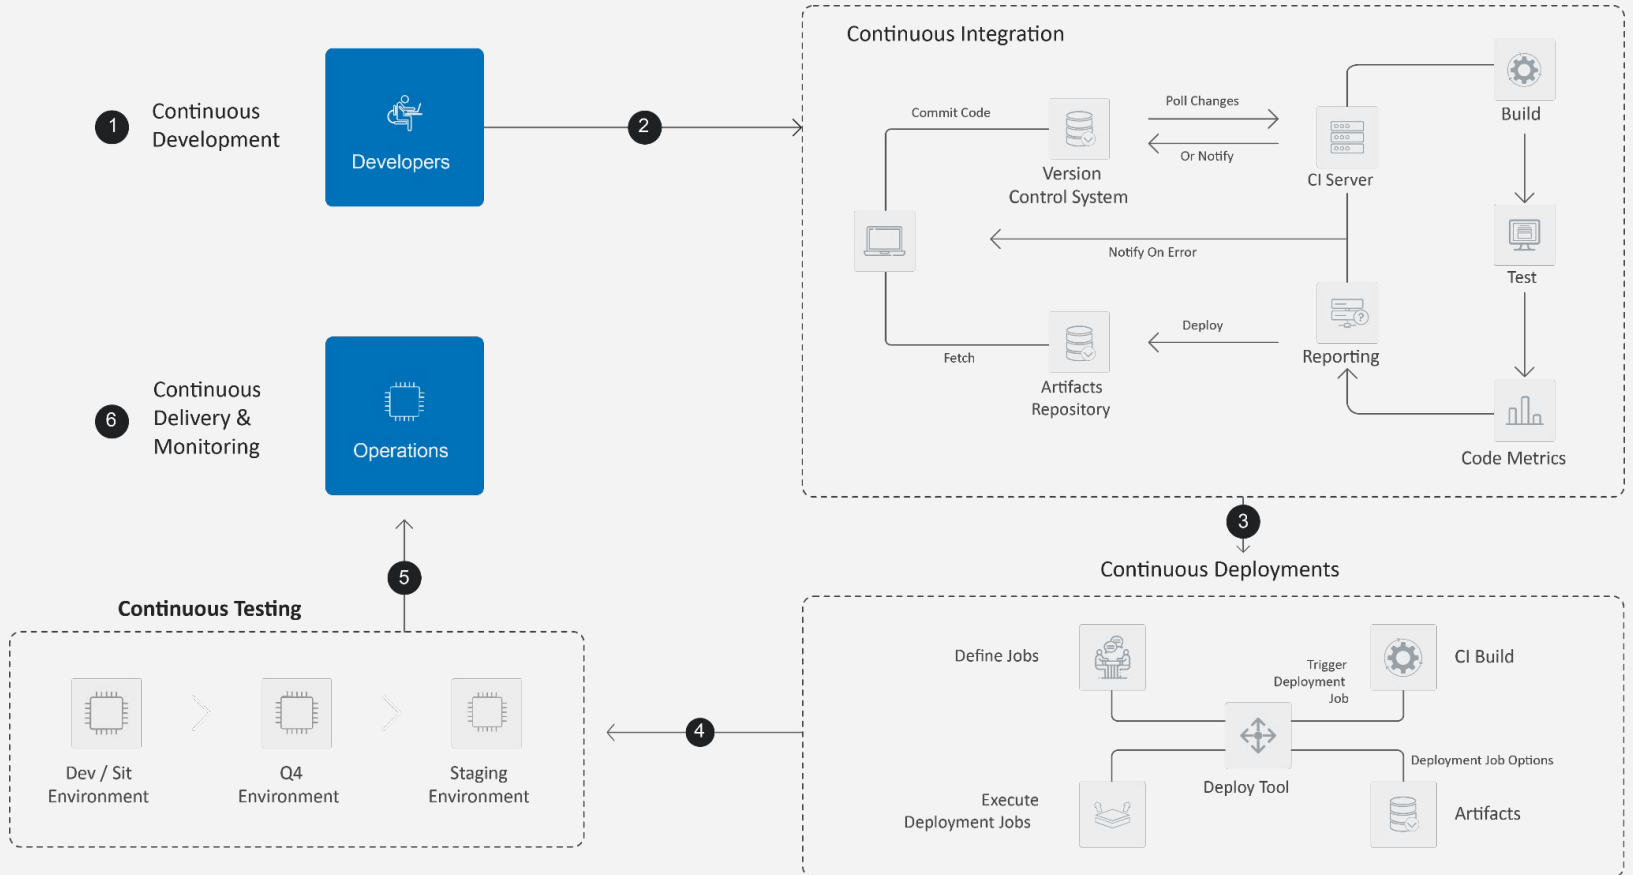 Continuous Integration
1
Continuous
Development
Developers
2
Commit Code
Version
Control System
Poll Changes
Or Notify
CI Server
Build
Test
Notify On Error
Fetch
Artifacts
Repository
Deploy
?
Reporting
Code Metrics
6
Continuous
Delivery &
Monitoring
Operations
3
Continuous Deployments
5
Continuous Testing
Dev / Sit
Environment
Q4
Environment
Staging
Environment
4
Define Jobs
Trigger
Deployment
Job
CI Build
Deploy Tool
Deployment Job Options
Execute
Deployment Jobs
Artifacts